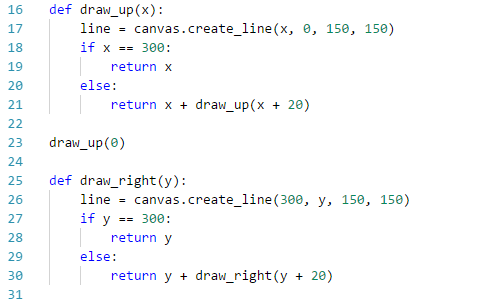 16 def draw_up(x):
17     line = canvas.create_line(x, 0, 150, 150)
18     if x == 300:
19         return x
20     else:
21         return x + draw_up(x + 20)
22
23 draw_up(0)
24
25 def draw_right(y):
26     line = canvas.create_line(300, y, 150, 150)
27     if y == 300:
28         return y
29     else:
30         return y + draw_right(y + 20)
31